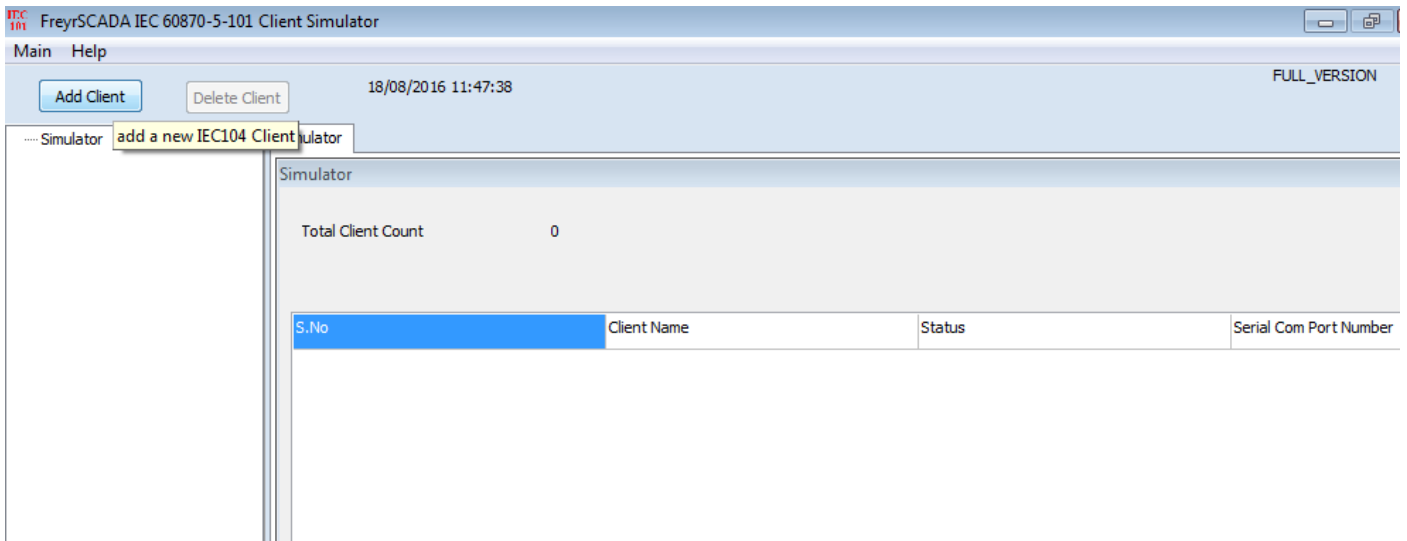 IEC
101
FreyrSCADA IEC 60870-5-101 Client Simulator
Main Help
Add Client
Delete Client
18/08/2016 11:47:38
FULL_VERSION
Simulator
add a new IEC104 Client
ulator
Simulator
Total Client Count 0
S.No Client Name Status Serial Com Port Number